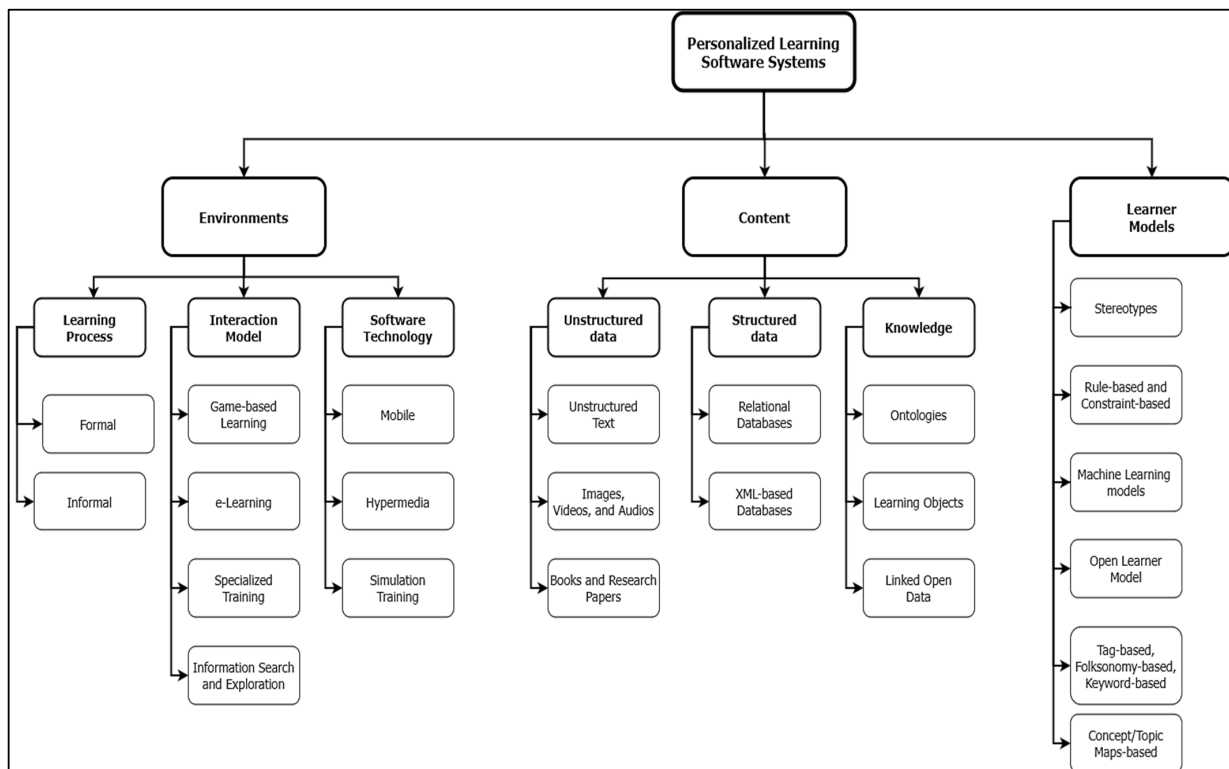 Personalized Learning
Software Systems
Environments
Content
Learner
Models
Learning
Process
Interaction
Model
Software
Technology
Unstructured
data
Structured
data
Knowledge
Stereotypes
Formal
Game-based
Learning
Mobile
Unstructured
Text
Relational
Databases
Ontologies
Rule-based and
Constraint-based
Informal
e-Learning
Hypermedia
Images,
Videos, and Audios
XML-based
Databases
Learning Objects
Machine Learning
models
Specialized
Training
Simulation
Training
Books and Research
Papers
Linked Open
Data
Open Learner
Model
Information Search
and Exploration
Tag-based,
Folksonomy-based,
Keyword-based
Concept/Topic
Maps-based